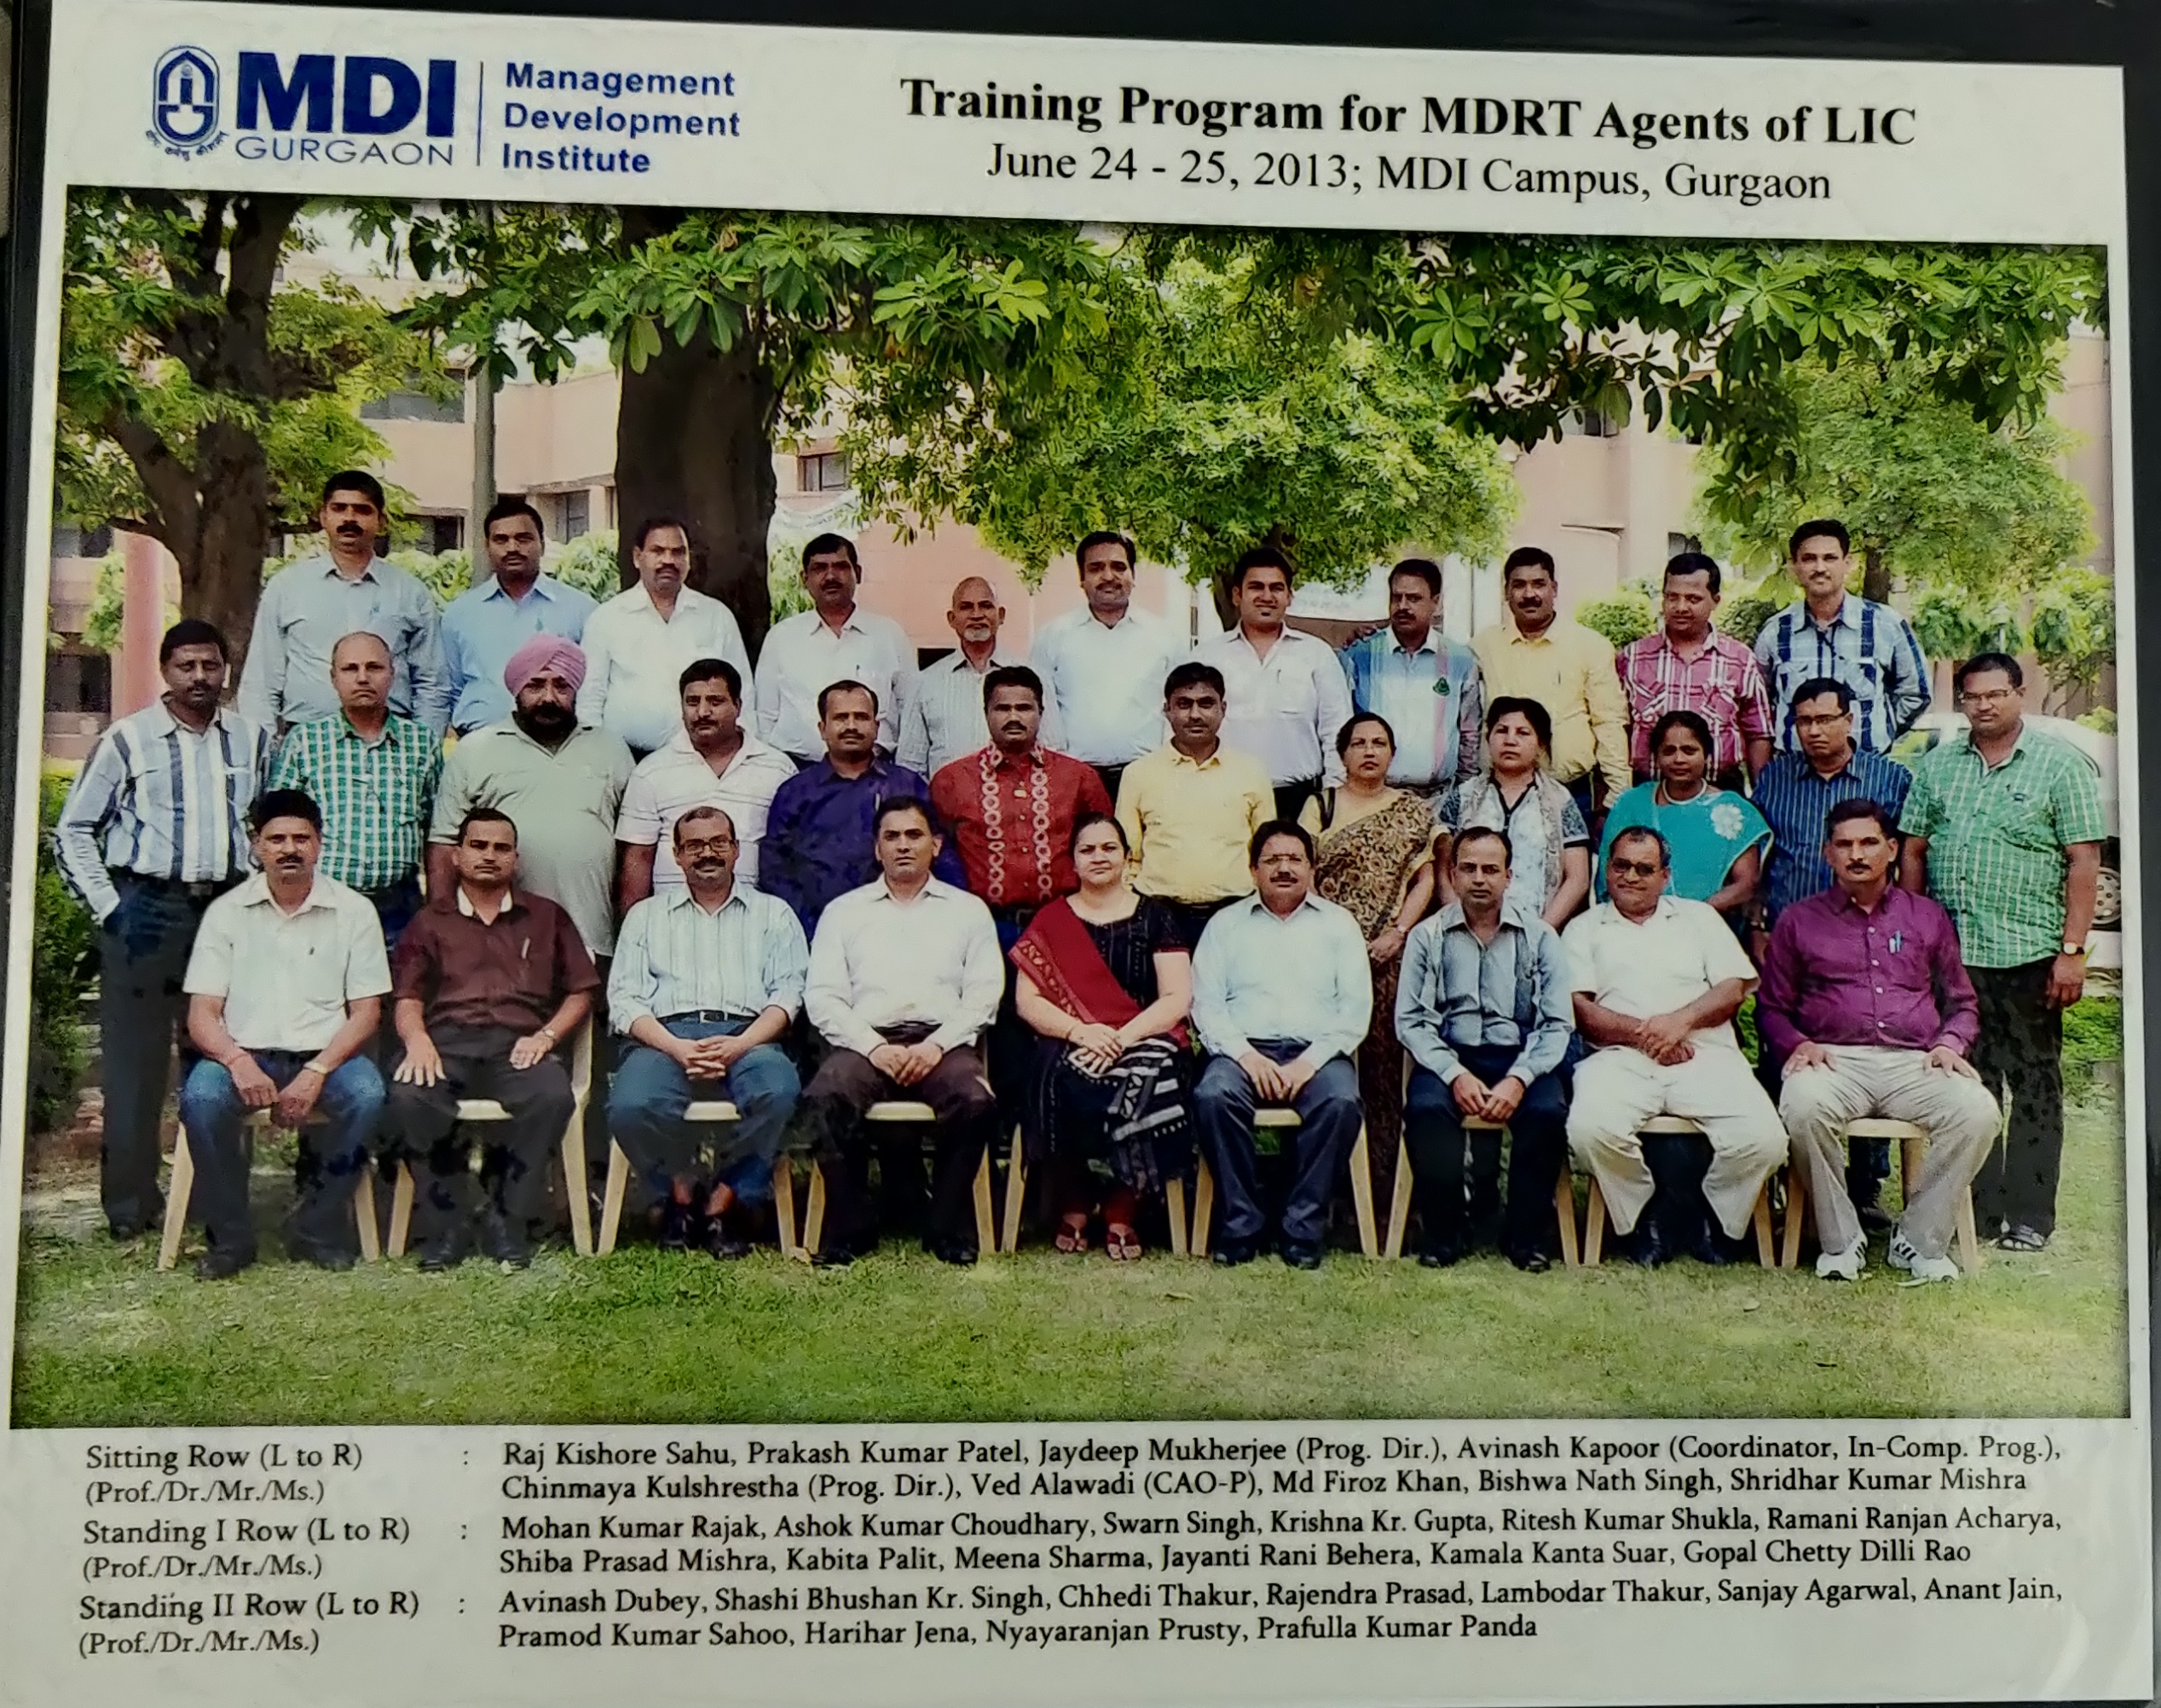 MDI
GURGAON
Management
Development
Institute
Training Program for MDRT Agents of LIC
June 24 - 25, 2013; MDI Campus, Gurgaon
Sitting Row (L to R) : Raj Kishore Sahu, Prakash Kumar Patel, Jaydeep Mukherjee (Prog. Dir.), Avinash Kapoor (Coordinator, In-Comp. Prog.),
(Prof./Dr./Mr./Ms.) Chinmaya Kulshrestha (Prog. Dir.), Ved Alawadi (CAO-P), Md Firoz Khan, Bishwa Nath Singh, Shridhar Kumar Mishra
Standing I Row (L to R) : Mohan Kumar Rajak, Ashok Kumar Choudhary, Swarn Singh, Krishna Kr. Gupta, Ritesh Kumar Shukla, Ramani Ranjan Acharya,
(Prof./Dr./Mr./Ms.) Shiba Prasad Mishra, Kabita Palit, Meena Sharma, Jayanti Rani Behera, Kamala Kanta Suar, Gopal Chetty Dilli Rao
Standing II Row (L to R) : Avinash Dubey, Shashi Bhushan Kr. Singh, Chhedi Thakur, Rajendra Prasad, Lambodar Thakur, Sanjay Agarwal, Anant Jain,
(Prof./Dr./Mr./Ms.) Pramod Kumar Sahoo, Harihar Jena, Nyayaranjan Prusty, Prafulla Kumar Panda